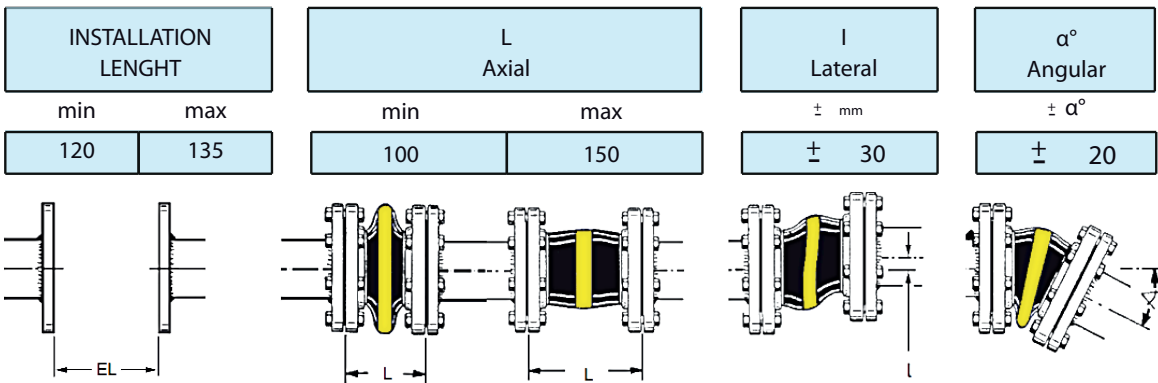 INSTALLATION
LENGHT
L
Axial
l
Lateral
α°
Angular
min max
min max
± mm
± α°
120 135
100 150
± 30
± 20
EL
L
L
l
α